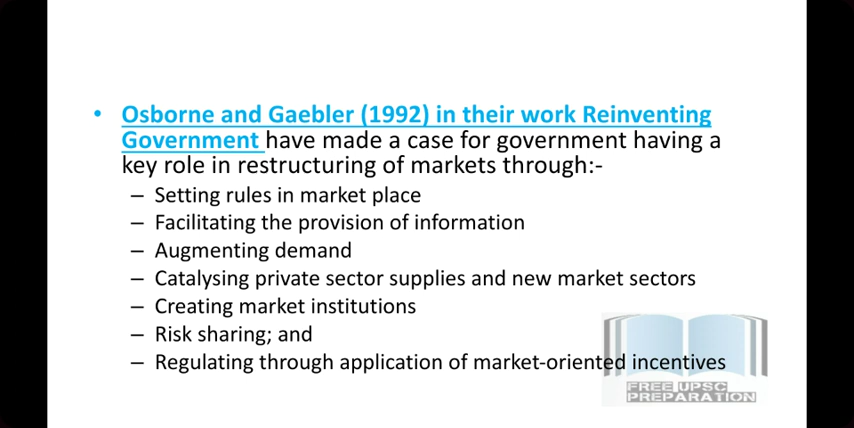 • Osborne and Gaebler (1992) in their work Reinventing
Government have made a case for government having a
key role in restructuring of markets through:-
– Setting rules in market place
– Facilitating the provision of information
– Augmenting demand
– Catalysing private sector supplies and new market sectors
– Creating market institutions
– Risk sharing; and
– Regulating through application of market-oriented incentives
FREE UPSC
PREPARATION